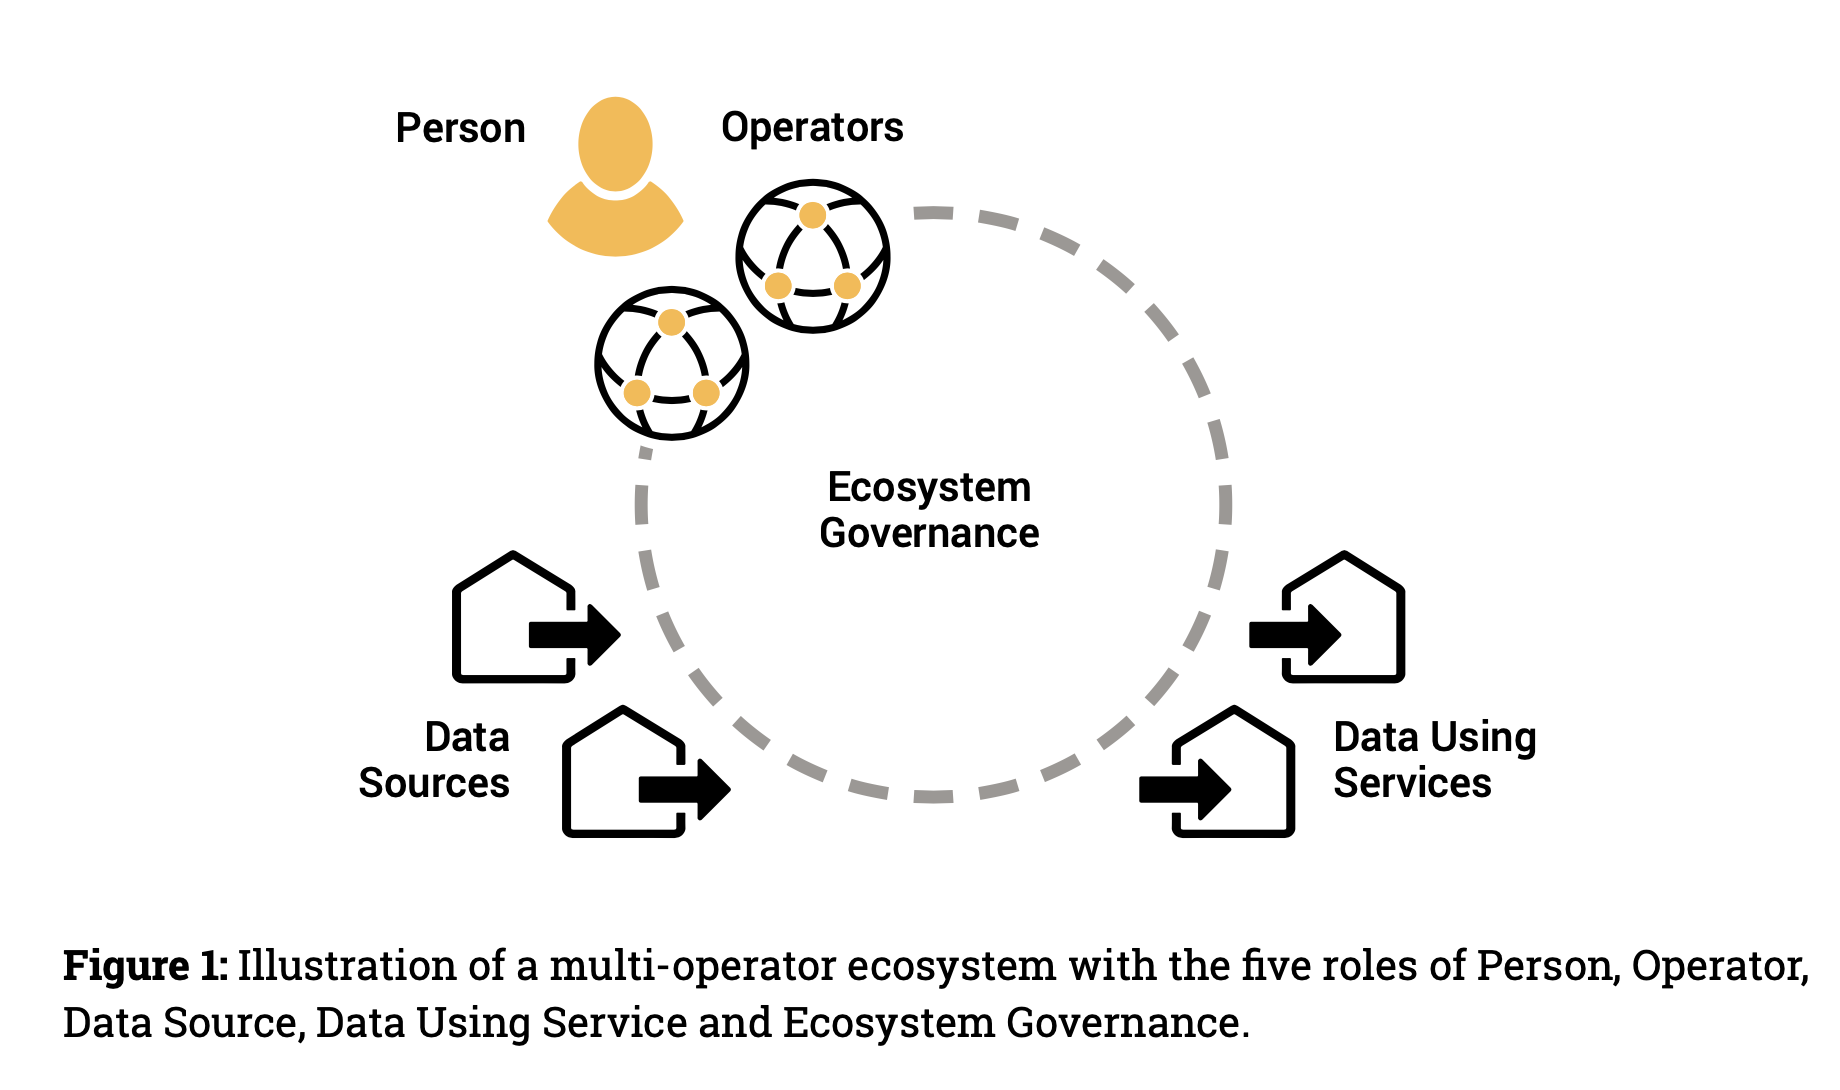 Person
Operators
Ecosystem
Governance
Data
Sources
Data Using
Services
Figure 1: Illustration of a multi-operator ecosystem with the five roles of Person, Operator,
Data Source, Data Using Service and Ecosystem Governance.